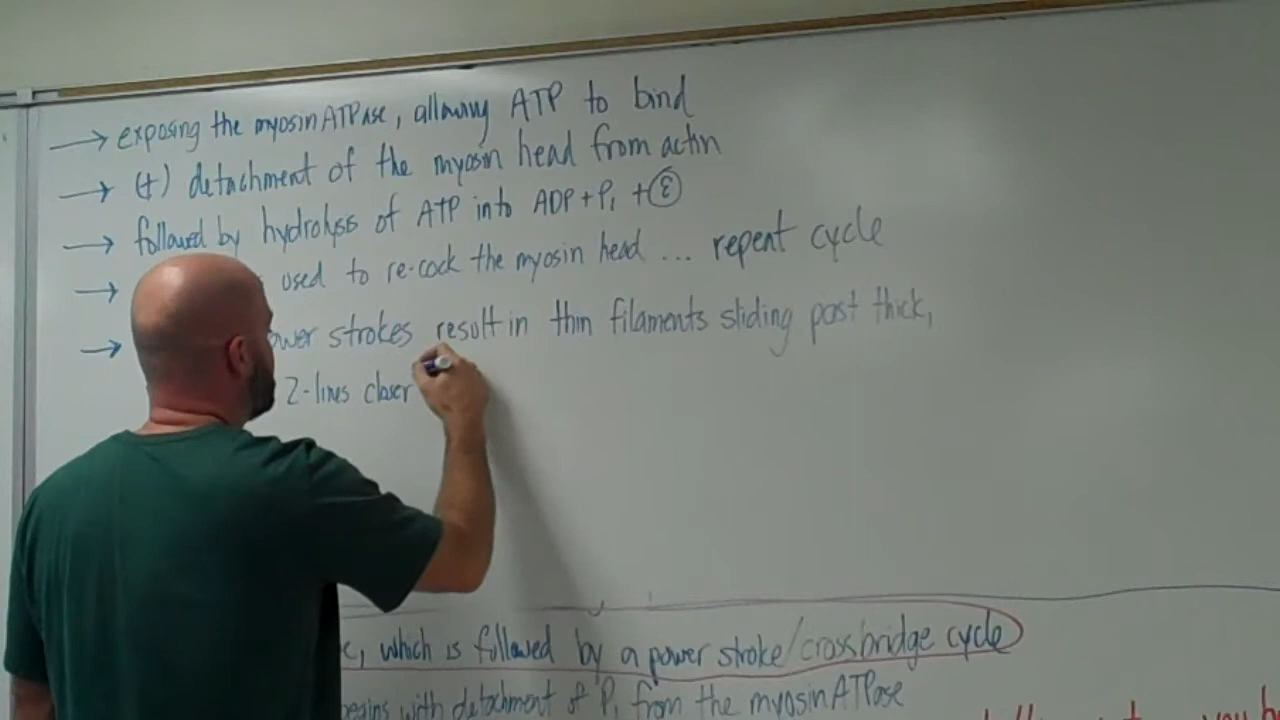 → exposing the myosin ATPase, allowing ATP to bind
→ (+) detachment of the myosin head from actin
→ followed by hydrolysis of ATP into ADP + Pi + Ⓔ
→ used to re-cock the myosin head ... repeat cycle
→ strokes result in thin filaments sliding past thick,
Z-lines closer
which is followed by a power stroke/crossbridge cycle
with detachment of Pi from the myosin ATPase